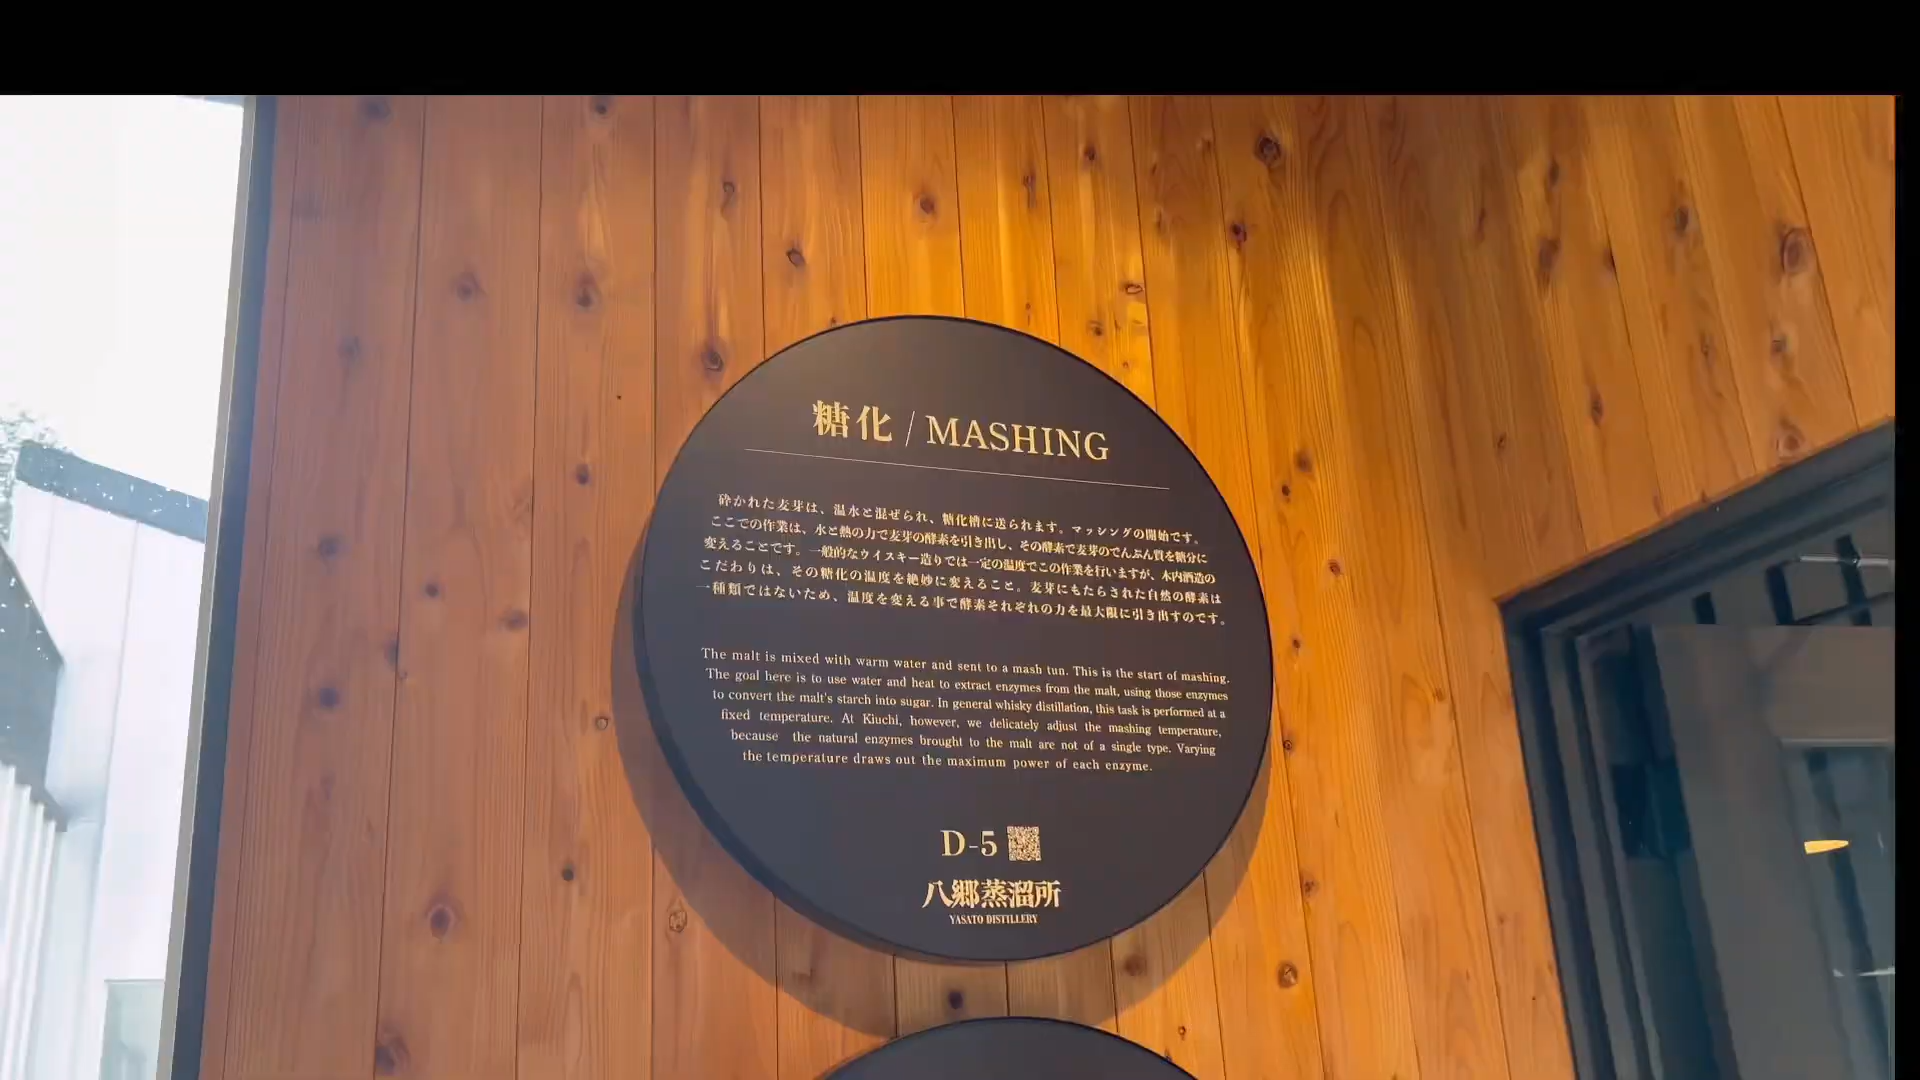 糖化 / MASHING
砕かれた麦芽は、温水と混ぜられ、糖化槽に送られます。マッシングの開始です。
ここでの作業は、水と熱の力で麦芽の酵素を引き出し、その酵素で麦芽のでんぷん質を糖分に
変えることです。一般的なウイスキー造りでは一定の温度でこの作業を行いますが、木内酒造の
こだわりは、その糖化の温度を絶妙に変えること。麦芽にもたらされた自然の酵素は
一種類ではないため、温度を変える事で酵素それぞれの力を最大限に引き出すのです。
The malt is mixed with warm water and sent to a mash tun. This is the start of mashing.
The goal here is to use water and heat to extract enzymes from the malt, using those enzymes
to convert the malt's starch into sugar. In general whisky distillation, this task is performed at a
fixed temperature. At Kiuchi, however, we delicately adjust the mashing temperature,
because the natural enzymes brought to the malt are not of a single type. Varying
the temperature draws out the maximum power of each enzyme.
D-5
八郷蒸溜所
YASATO DISTILLERY